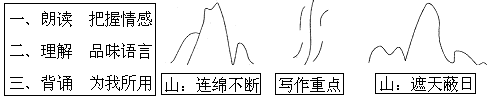 一、朗读 把握情感
二、理解 品味语言
三、背诵 为我所用
山：连绵不断
写作重点
山：遮天蔽日